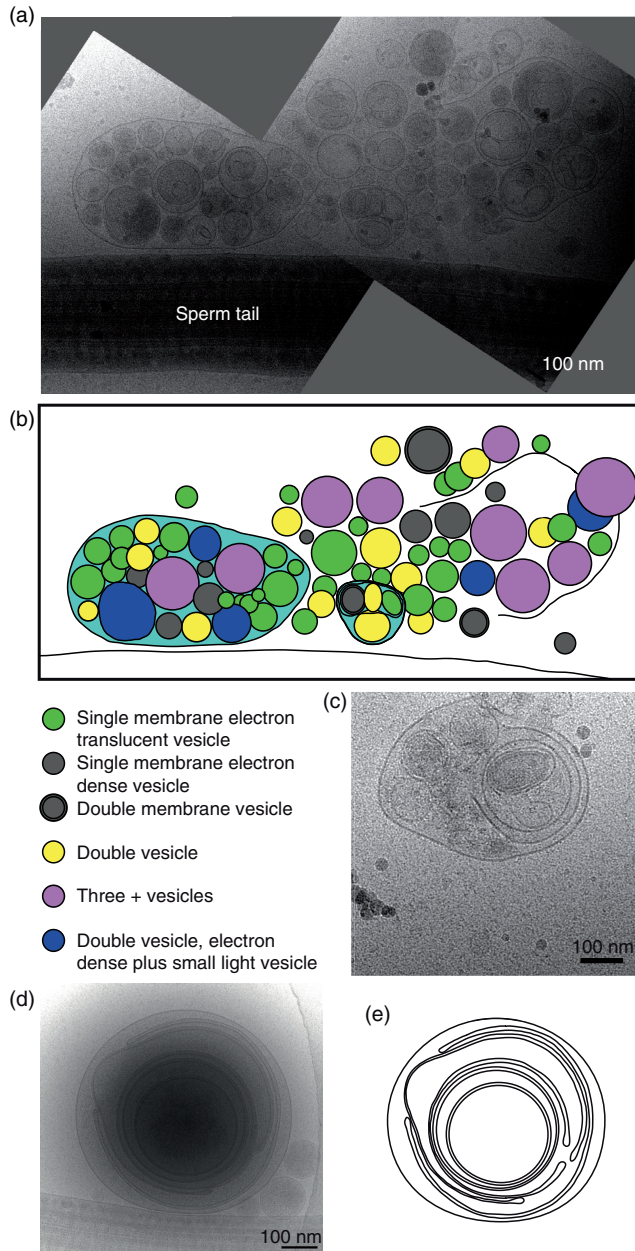 (a)
Sperm tail
100 nm
(b)
Single membrane electron
translucent vesicle
Single membrane electron
dense vesicle
Double membrane vesicle
Double vesicle
Three + vesicles
Double vesicle, electron
dense plus small light vesicle
(c)
100 nm
(d)
100 nm
(e)